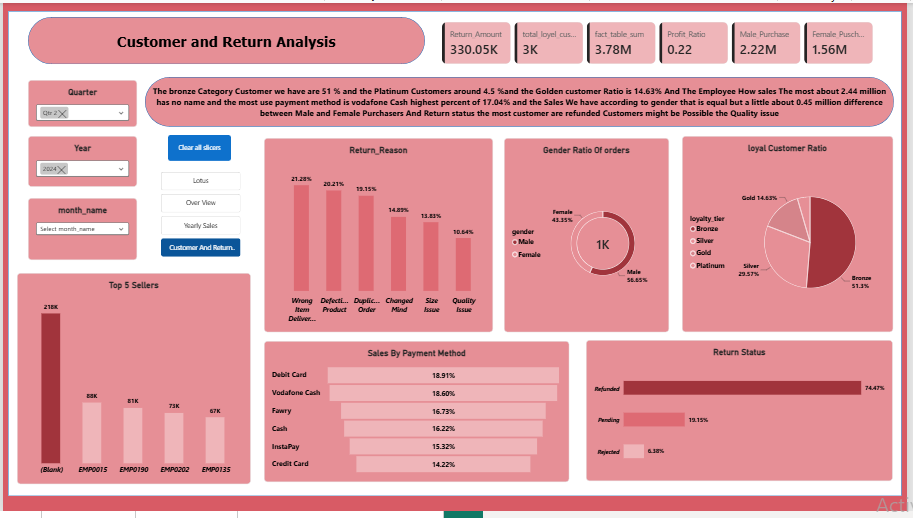 Customer and Return Analysis
Return_Amount
330.05K
total_loyel_cus...
3K
fact_table_sum
3.78M
Profit_Ratio
0.22
Male_Purchase
2.22M
Female_Pusch...
1.56M
Quarter
Qtr 2
The bronze Category Customer we have are 51 % and the Platinum Customers around 4.5 %and the Golden customer Ratio is 14.63% And The Employee How sales The most about 2.44 million
has no name and the most use payment method is vodafone Cash highest percent of 17.04% and the Sales We have according to gender that is equal but a little about 0.45 million difference
between Male and Female Purchasers And Return status the most customer are refunded Customers might be Possible the Quality issue
Year
2024
month_name
Select month_name
Clear all slicers
Lotus
Over View
Yearly Sales
Customer And Return..
Return_Reason
21.28%
20.21%
19.15%
14.89%
13.83%
10.64%
Wrong Item Deliver...
Defecti... Product
Duplic... Order
Changed Mind
Size Issue
Quality Issue
Gender Ratio Of orders
gender
Male
Female
Female
43.35%
1K
Male
56.65%
loyal Customer Ratio
loyalty_tier
Bronze
Silver
Gold
Platinum
Gold 14.63%
Silver
29.57%
Bronze
51.3%
Top 5 Sellers
218K
88K
81K
73K
67K
(Blank)
EMP0015
EMP0190
EMP0202
EMP0135
Sales By Payment Method
Debit Card 18.91%
Vodafone Cash 18.60%
Fawry 16.73%
Cash 16.22%
InstaPay 15.32%
Credit Card 14.22%
Return Status
Refunded 74.47%
Pending 19.15%
Rejected 6.38%